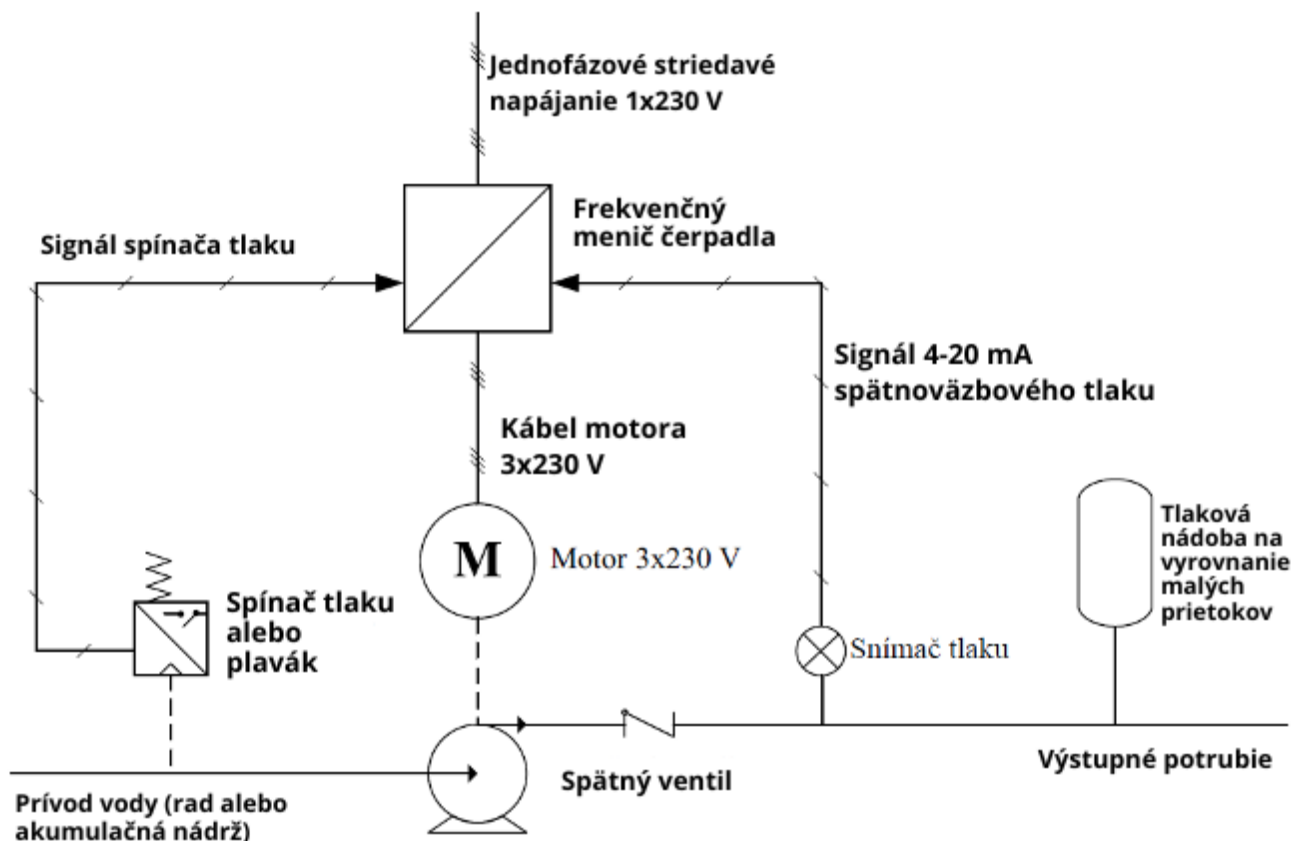 Jednofázové striedavé
napájanie 1x230 V
Frekvenčný
menič čerpadla
Signál spínača tlaku
Signál 4-20 mA
spätnoväzbového tlaku
Kábel motora
3x230 V
Tlaková
nádoba na
vyrovnanie
malých
prietokov
M
Motor 3x230 V
Spínač tlaku
alebo
plavák
Snímač tlaku
Výstupné potrubie
Spätný ventil
Prívod vody (rad alebo
akumulačná nádrž)